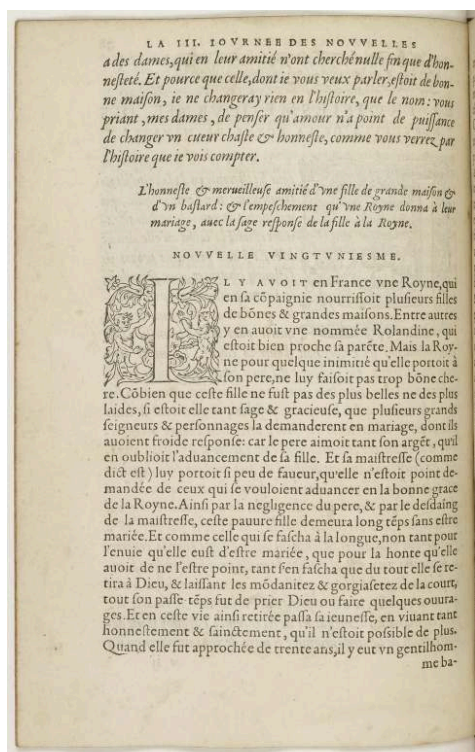 LA III. IOVRNEE DES NOVVELLES
a des dames, qui en leur amitié n'ont cherché nulle fin que d'hon-
nesteté. Et pource que celle, dont ie vous veux parler, estoit de bon-
ne maison, ie ne changeray rien en l'histoire, que le nom: vous
priant, mes dames, de penser qu'amour n'a point de puissance
de changer vn cueur chaste & honneste, comme vous verrez par
l'histoire que ie vois compter.
L'honneste & merueilleuse amitié d'vne fille de grande maison &
d'vn bastard: & l'empeschement qu'vne Royne donna à leur
mariage, auec la sage response de la fille à la Royne.
NOVVELLE VINGTVNIESME.
IL Y AVOIT en France vne Royne, qui
en sa cõpaignie nourrissoit plusieurs filles
de bõnes & grandes maisons. Entre autres
y en auoit vne nommée Rolandine, qui
estoit bien proche sa parẽte. Mais la Roy-
ne pour quelque inimitié qu'elle portoit à
son pere, ne luy faisoit pas trop bõne che-
re. Cõbien que ceste fille ne fust pas des plus belles ne des plus
laides, si estoit elle tant sage & gracieuse, que plusieurs grands
seigneurs & personnages la demanderent en mariage, dont ils
auoient froide response: car le pere aimoit tant son argẽt, qu'il
en oublioit l'aduancement de sa fille. Et sa maistresse (comme
dict est) luy portoit si peu de faueur, qu'elle n'estoit point de-
mandée de ceux qui se vouloient aduancer en la bonne grace
de la Royne. Ainsi par la negligence du pere, & par le desdaing
de la maistresse, ceste pauure fille demeura long tẽps sans estre
mariée. Et comme celle qui se fascha à la longue, non tant pour
l'enuie qu'elle eust d'estre mariée, que pour la honte qu'elle
auoit de ne l'estre point, tant s'en fascha que du tout elle se re-
tira à Dieu, & laissant les mõdanitez & gorgiasetez de la court,
tout son passe tẽps fut de prier Dieu ou faire quelques ouura-
ges. Et en ceste vie ainsi retirée passa sa ieunesse, en viuant tant
honnestement & sainctement, qu'il n'estoit possible de plus.
Quand elle fut approchée de trente ans, il y eut vn gentilhom-
me ba-